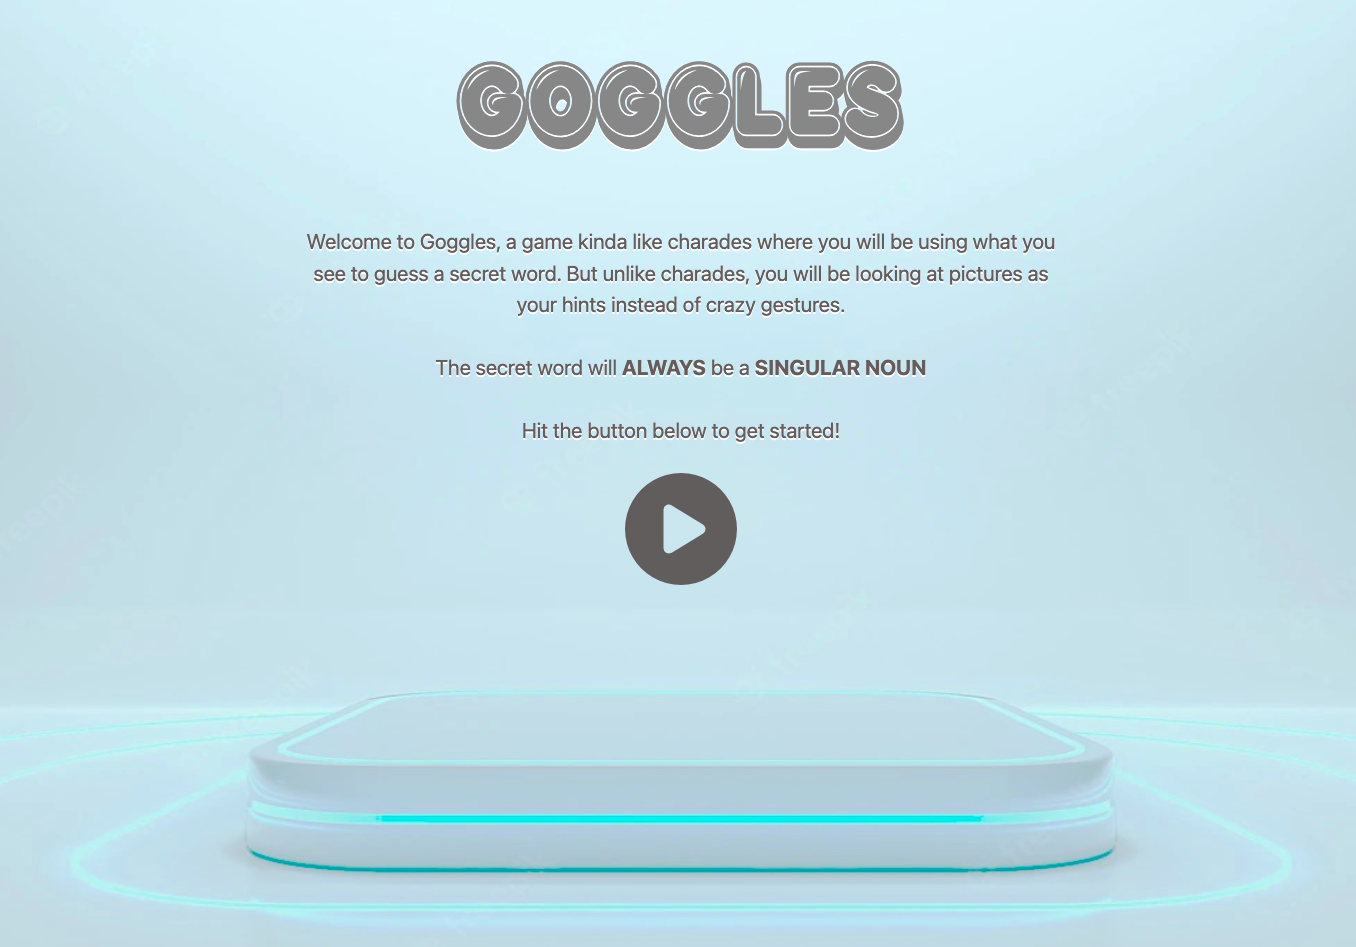 GOGGLES
Welcome to Goggles, a game kinda like charades where you will be using what you
see to guess a secret word. But unlike charades, you will be looking at pictures as
your hints instead of crazy gestures.
The secret word will ALWAYS be a SINGULAR NOUN
Hit the button below to get started!